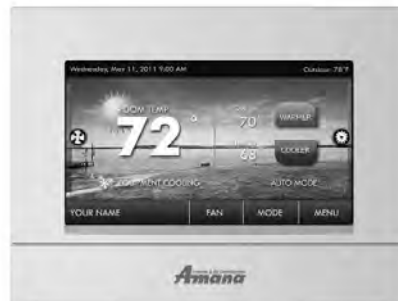 Wednesday, May 11, 2011 9:00 AM
Outdoor 78°F
ROOM TEMP
72°
70
WARMER
68
COOLER
EQUIPMENT COOLING
AUTO MODE
YOUR NAME
FAN
MODE
MENU
Amana